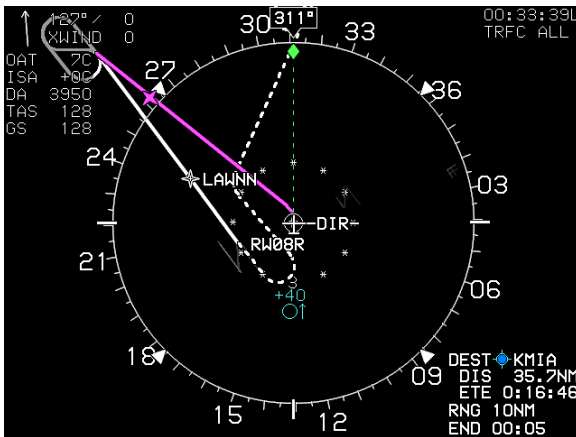 127°/ 0
XWIND 0
OAT 7C
ISA +0C
DA 3950
TAS 128
GS 128
311°
00:33:39L
TRFC ALL
30
33
36
03
06
09
12
15
18
21
24
27
LAWNN
DIR
RW08R
3
+40
DEST KMIA
DIS 35.7NM
ETE 0:16:46
RNG 10NM
END 00:05